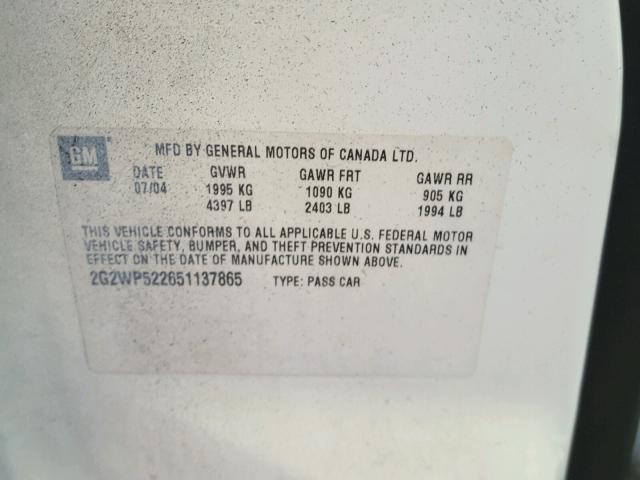 GM
MFD BY GENERAL MOTORS OF CANADA LTD.
DATE GVWR GAWR FRT GAWR RR
07/04 1995 KG 1090 KG 905 KG
4397 LB 2403 LB 1994 LB
THIS VEHICLE CONFORMS TO ALL APPLICABLE U.S. FEDERAL MOTOR
VEHICLE SAFETY, BUMPER, AND THEFT PREVENTION STANDARDS IN
EFFECT ON THE DATE OF MANUFACTURE SHOWN ABOVE.
2G2WP522651137865 TYPE: PASS CAR